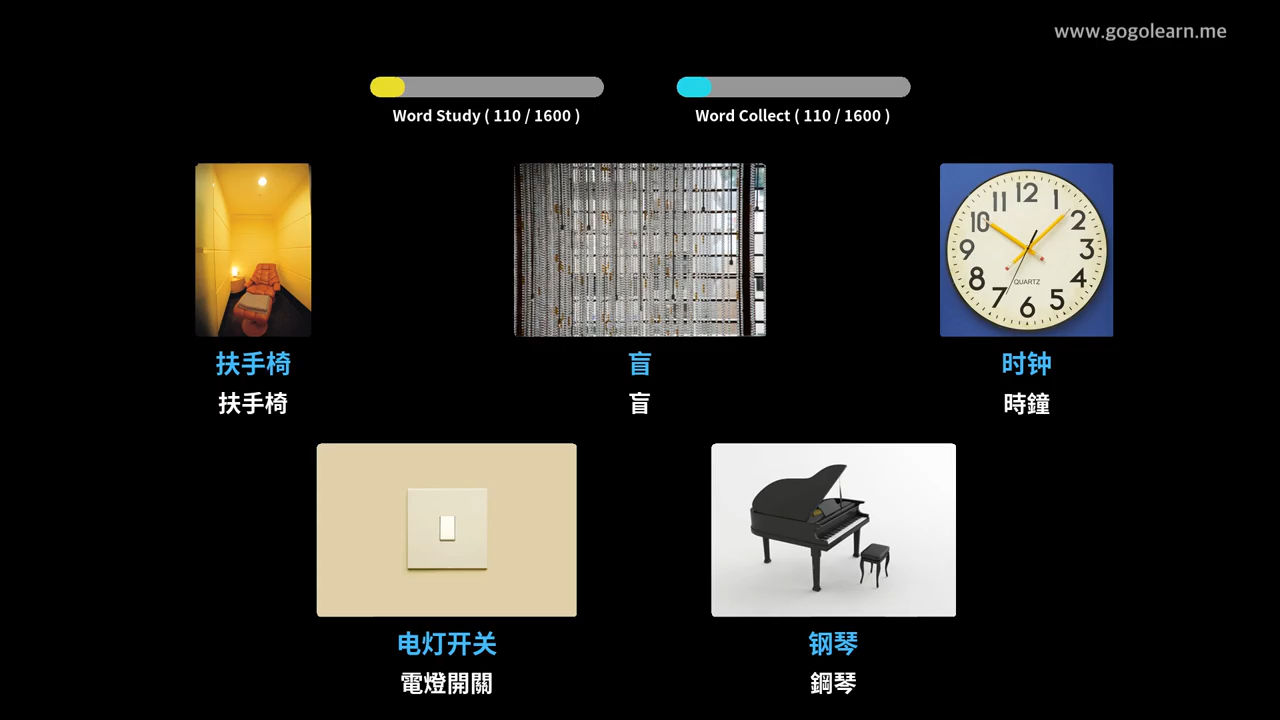 www.gogolearn.me
Word Study ( 110 / 1600 )
Word Collect ( 110 / 1600 )
12
1
2
3
4
5
6
7
8
9
10
11
QUARTZ
扶手椅
扶手椅
盲
盲
时钟
時鐘
电灯开关
電燈開關
钢琴
鋼琴